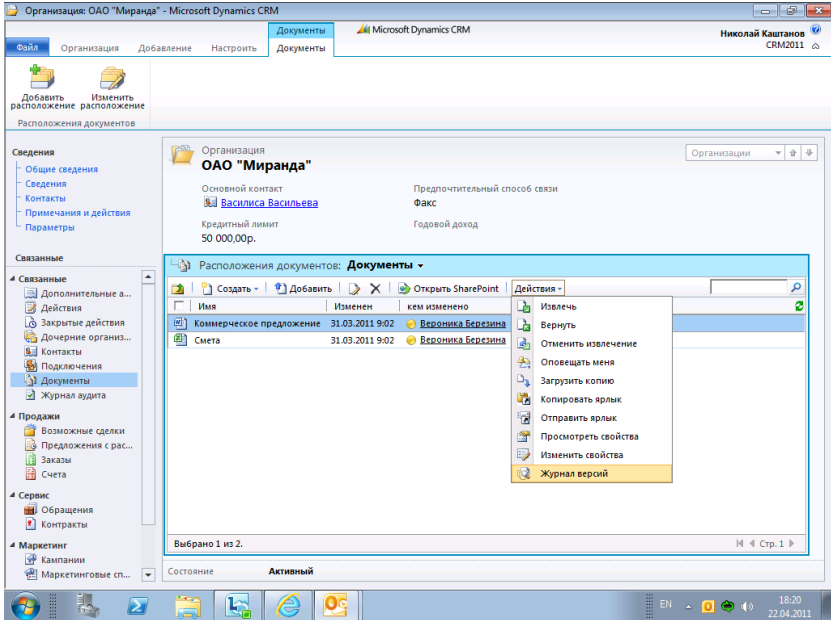 Организация: ОАО "Миранда" - Microsoft Dynamics CRM
Документы
Microsoft Dynamics CRM
Николай Каштанов
CRM2011
Файл Организация Добавление Настроить Документы
Добавить расположение
Изменить расположение
Расположения документов
Сведения
Общие сведения
Сведения
Контакты
Примечания и действия
Параметры
Связанные
Организация
ОАО "Миранда"
Организации
Основной контакт
Василиса Васильева
Предпочтительный способ связи
Факс
Кредитный лимит
50 000,00р.
Годовой доход
Связанные
Дополнительные а...
Действия
Закрытые действия
Дочерние организ...
Контакты
Подключения
Документы
Журнал аудита
Продажи
Возможные сделки
Предложения с рас...
Заказы
Счета
Сервис
Обращения
Контракты
Маркетинг
Кампании
Маркетинговые сп...
Расположения документов: Документы
Создать Добавить Открыть SharePoint Действия
Имя Изменен кем изменено
Коммерческое предложение 31.03.2011 9:02 Вероника Березина
Смета 31.03.2011 9:02 Вероника Березина
Извлечь
Вернуть
Отменить извлечение
Оповещать меня
Загрузить копию
Копировать ярлык
Отправить ярлык
Просмотреть свойства
Изменить свойства
Журнал версий
Выбрано 1 из 2.
Стр. 1
Состояние Активный
EN
18:20
22.04.2011